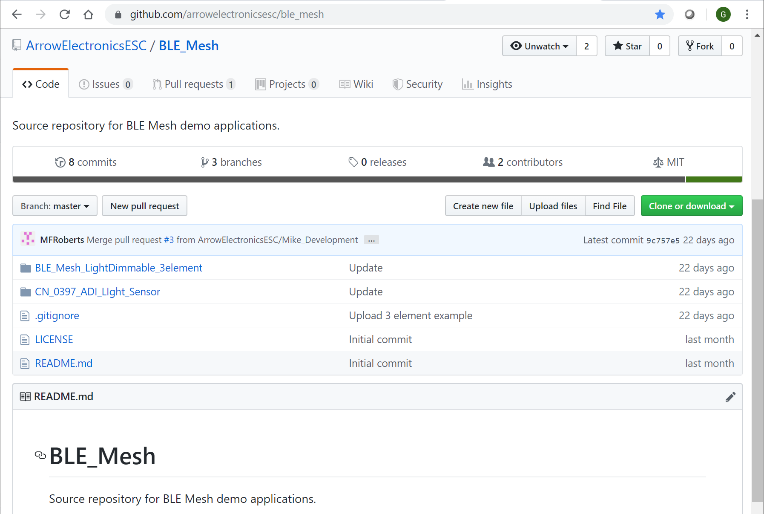 github.com/arrowelectronicsesc/ble_mesh
G
ArrowElectronicsESC / BLE_Mesh
Unwatch 2 Star 0 Fork 0
Code Issues 0 Pull requests 1 Projects 0 Wiki Security Insights
Source repository for BLE Mesh demo applications.
8 commits 3 branches 0 releases 2 contributors MIT
Branch: master New pull request Create new file Upload files Find File Clone or download
MFRoberts Merge pull request #3 from ArrowElectronicsESC/Mike_Development ... Latest commit 9c757e5 22 days ago
BLE_Mesh_LightDimmable_3element Update 22 days ago
CN_0397_ADI_LIght_Sensor Update 22 days ago
.gitignore Upload 3 element example 22 days ago
LICENSE Initial commit last month
README.md Initial commit last month
README.md
BLE_Mesh
Source repository for BLE Mesh demo applications.